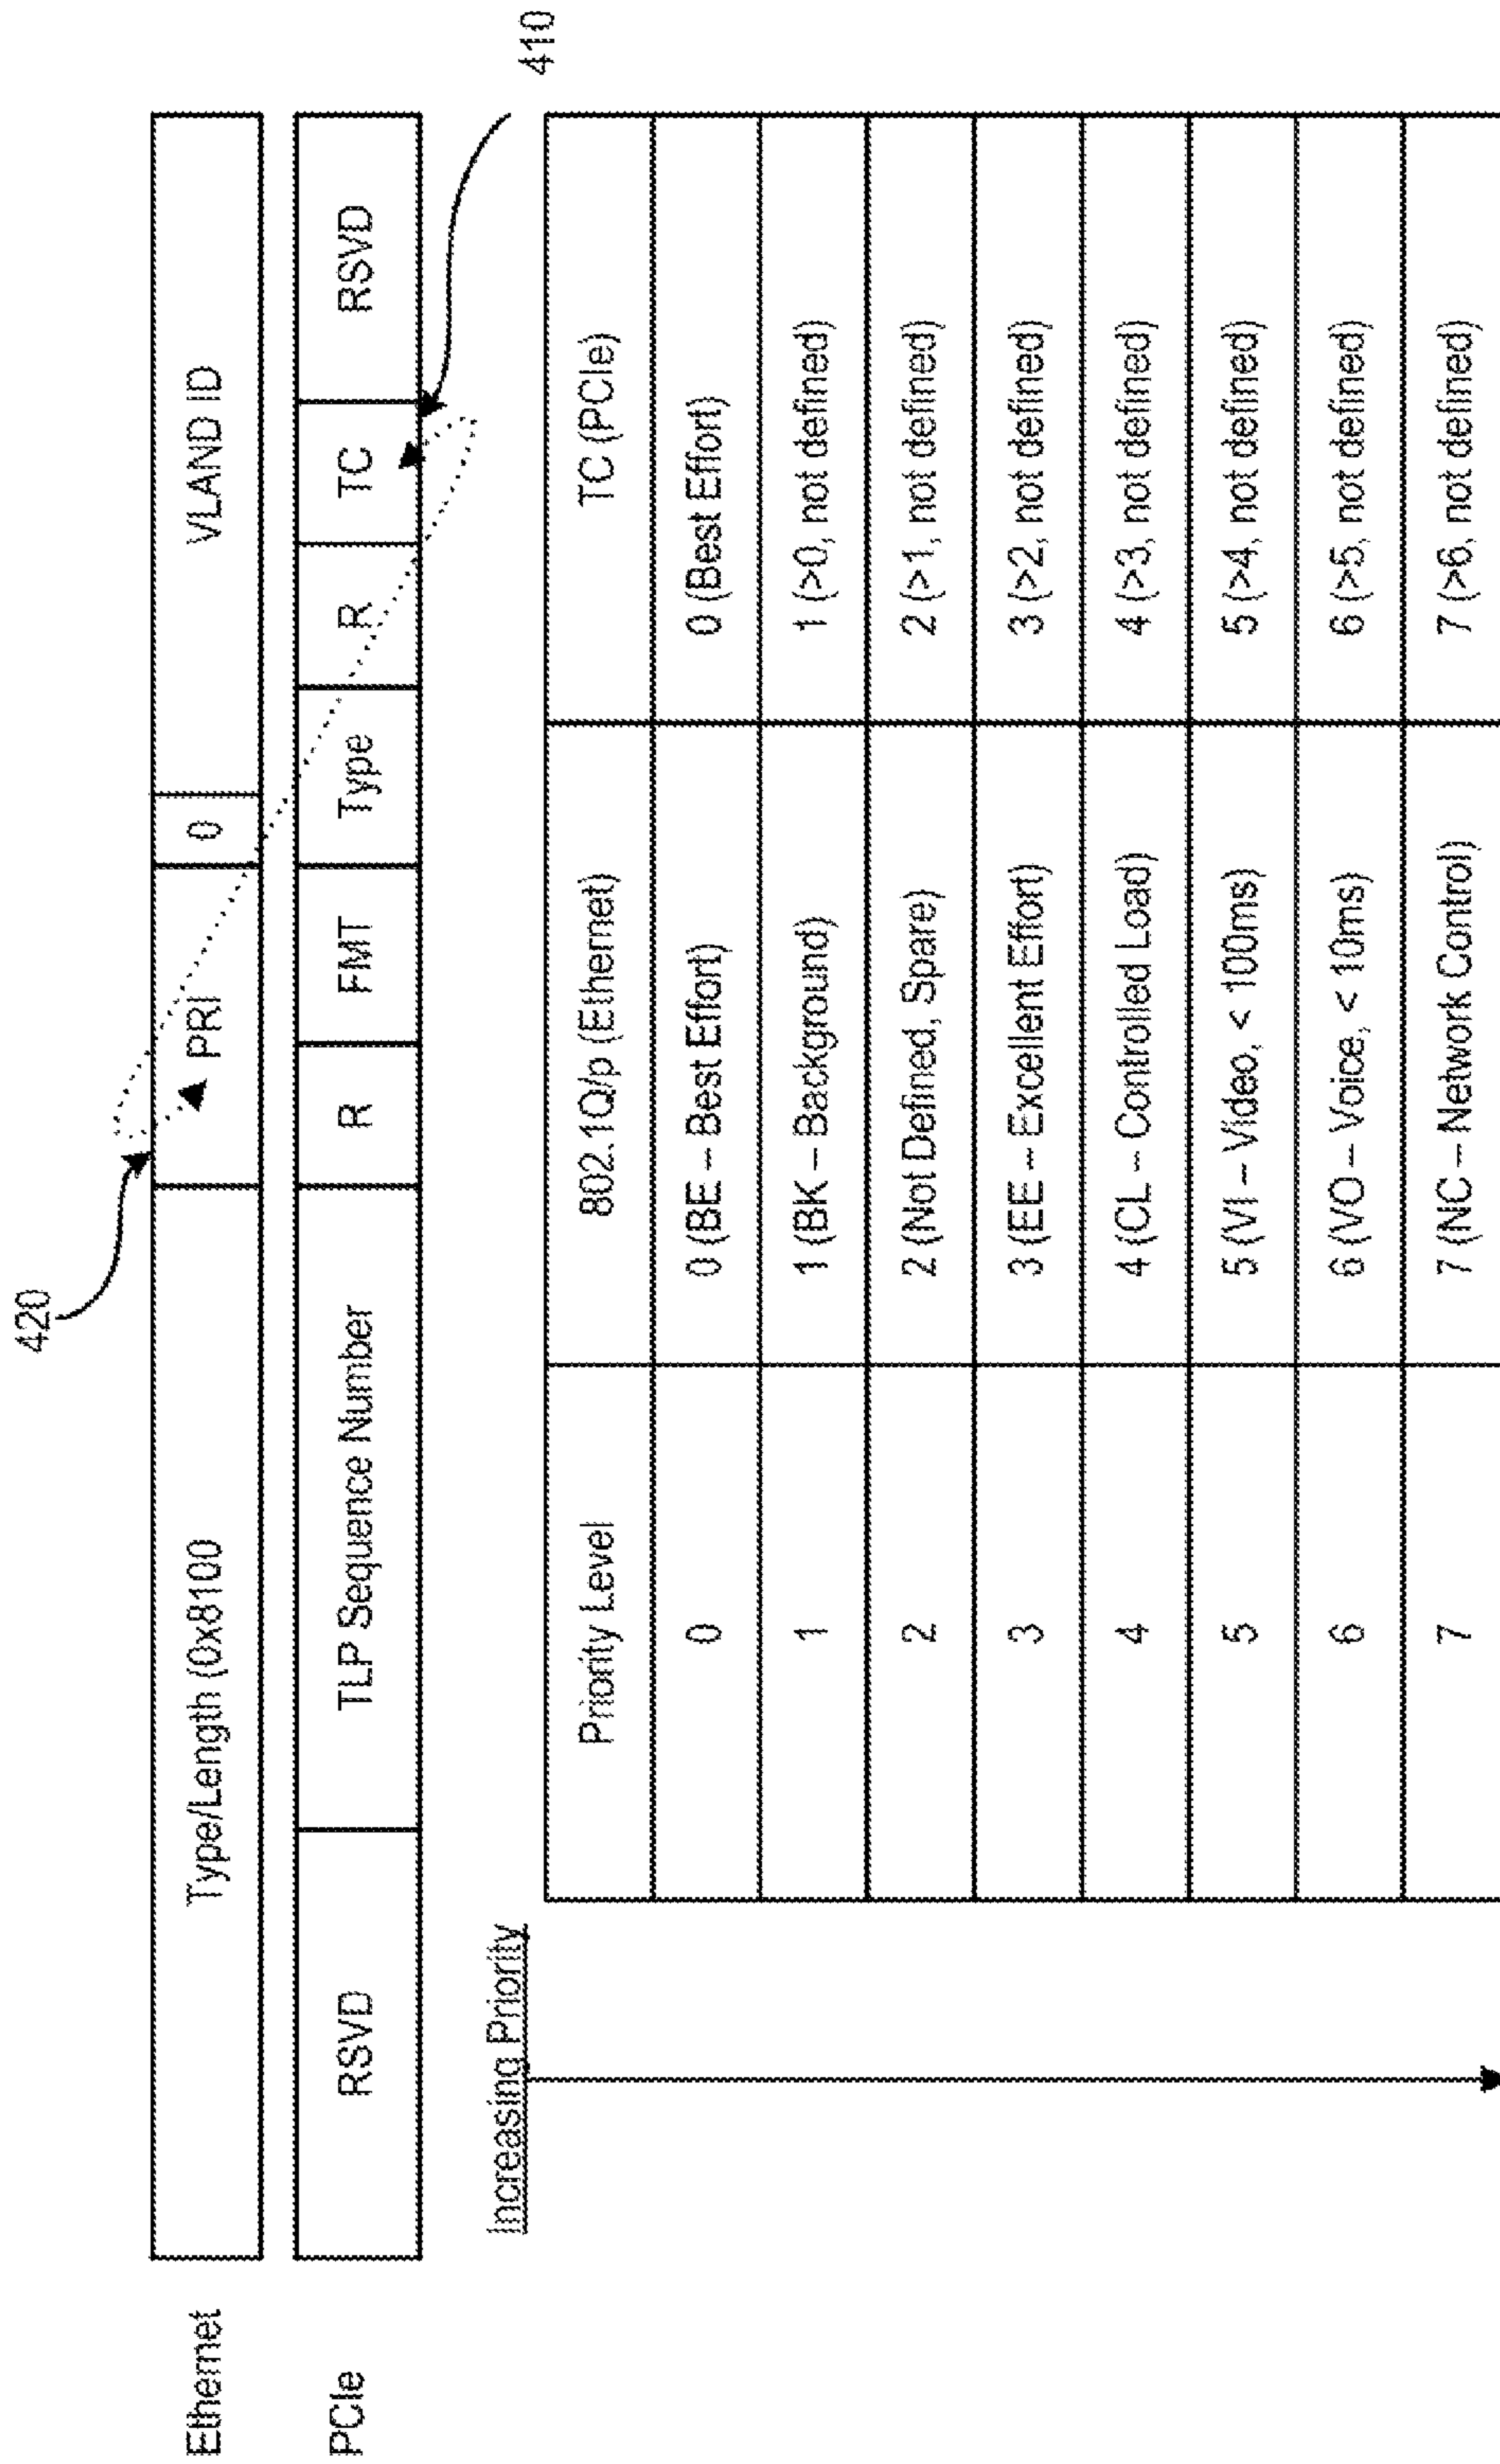 420
Ethernet
Type/Length (0x8100
PRI
0
VLAND ID
PCIe
RSVD
TLP Sequence Number
R
FMT
Type
R
TC
RSVD
410
Increasing Priority
Priority Level
802.1Q/p (Ethernet)
TC (PCIe)
0
0 (BE – Best Effort)
0 (Best Effort)
1
1 (BK – Background)
1 (>0, not defined)
2
2 (Not Defined, Spare)
2 (>1, not defined)
3
3 (EE – Excellent Effort)
3 (>2, not defined)
4
4 (CL – Controlled Load)
4 (>3, not defined)
5
5 (VI – Video, < 100ms)
5 (>4, not defined)
6
6 (VO – Voice, < 10ms)
6 (>5, not defined)
7
7 (NC – Network Control)
7 (>6, not defined)